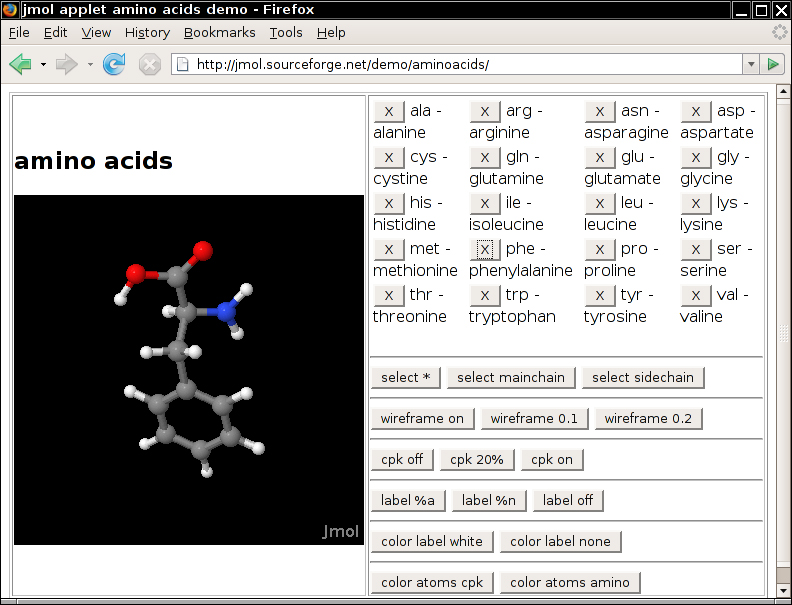 jmol applet amino acids demo - Firefox
File Edit View History Bookmarks Tools Help
http://jmol.sourceforge.net/demo/aminoacids/
amino acids
Jmol
x ala - alanine
x arg - arginine
x asn - asparagine
x asp - aspartate
x cys - cystine
x gln - glutamine
x glu - glutamate
x gly - glycine
x his - histidine
x ile - isoleucine
x leu - leucine
x lys - lysine
x met - methionine
x phe - phenylalanine
x pro - proline
x ser - serine
x thr - threonine
x trp - tryptophan
x tyr - tyrosine
x val - valine
select * select mainchain select sidechain
wireframe on wireframe 0.1 wireframe 0.2
cpk off cpk 20% cpk on
label %a label %n label off
color label white color label none
color atoms cpk color atoms amino